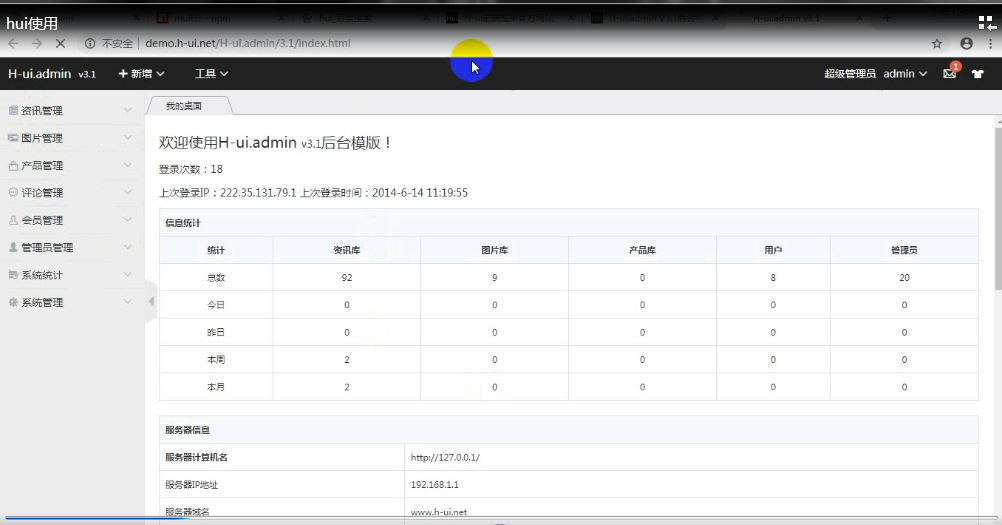 hui使用
不安全 demo.h-ui.net/H-ui.admin/3.1/index.html
H-ui.admin v3.1 新增 工具 超级管理员 admin 1
我的桌面
资讯管理
图片管理
产品管理
评论管理
会员管理
管理员管理
系统统计
系统管理
欢迎使用H-ui.admin v3.1后台模版！
登录次数：18
上次登录IP：222.35.131.79.1 上次登录时间：2014-6-14 11:19:55
信息统计
统计 资讯库 图片库 产品库 用户 管理员
总数 92 9 0 8 20
今日 0 0 0 0 0
昨日 0 0 0 0 0
本周 2 0 0 0 0
本月 2 0 0 0 0
服务器信息
服务器计算机名 http://127.0.0.1/
服务器IP地址 192.168.1.1
服务器域名 www.h-ui.net